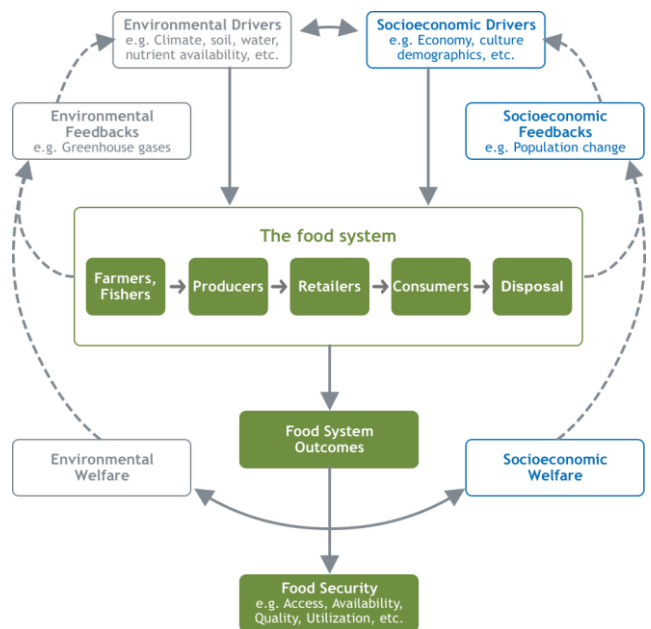 Environmental Drivers
e.g. Climate, soil, water,
nutrient availability, etc.
Socioeconomic Drivers
e.g. Economy, culture
demographics, etc.
Environmental
Feedbacks
e.g. Greenhouse gases
Socioeconomic
Feedbacks
e.g. Population change
The food system
Farmers,
Fishers
Producers
Retailers
Consumers
Disposal
Food System
Outcomes
Environmental
Welfare
Socioeconomic
Welfare
Food Security
e.g. Access, Availability,
Quality, Utilization, etc.